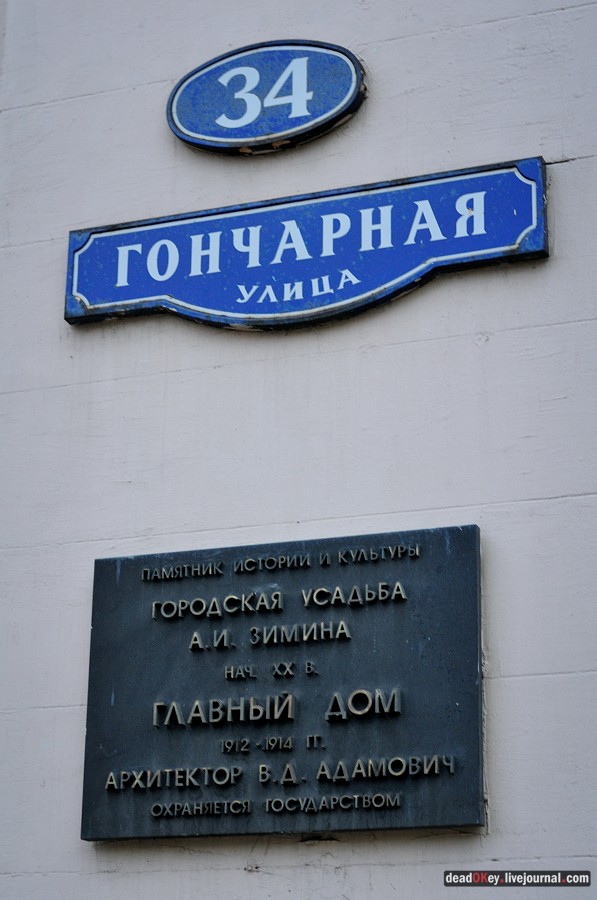 34
ГОНЧАРНАЯ
УЛИЦА
ПАМЯТНИК ИСТОРИИ И КУЛЬТУРЫ
ГОРОДСКАЯ УСАДЬБА
А.И. ЗИМИНА
НАЧ. XX В.
ГЛАВНЫЙ ДОМ
1912-1914 ГГ.
АРХИТЕКТОР В.Д. АДАМОВИЧ
ОХРАНЯЕТСЯ ГОСУДАРСТВОМ
deadOKey.livejournal.com